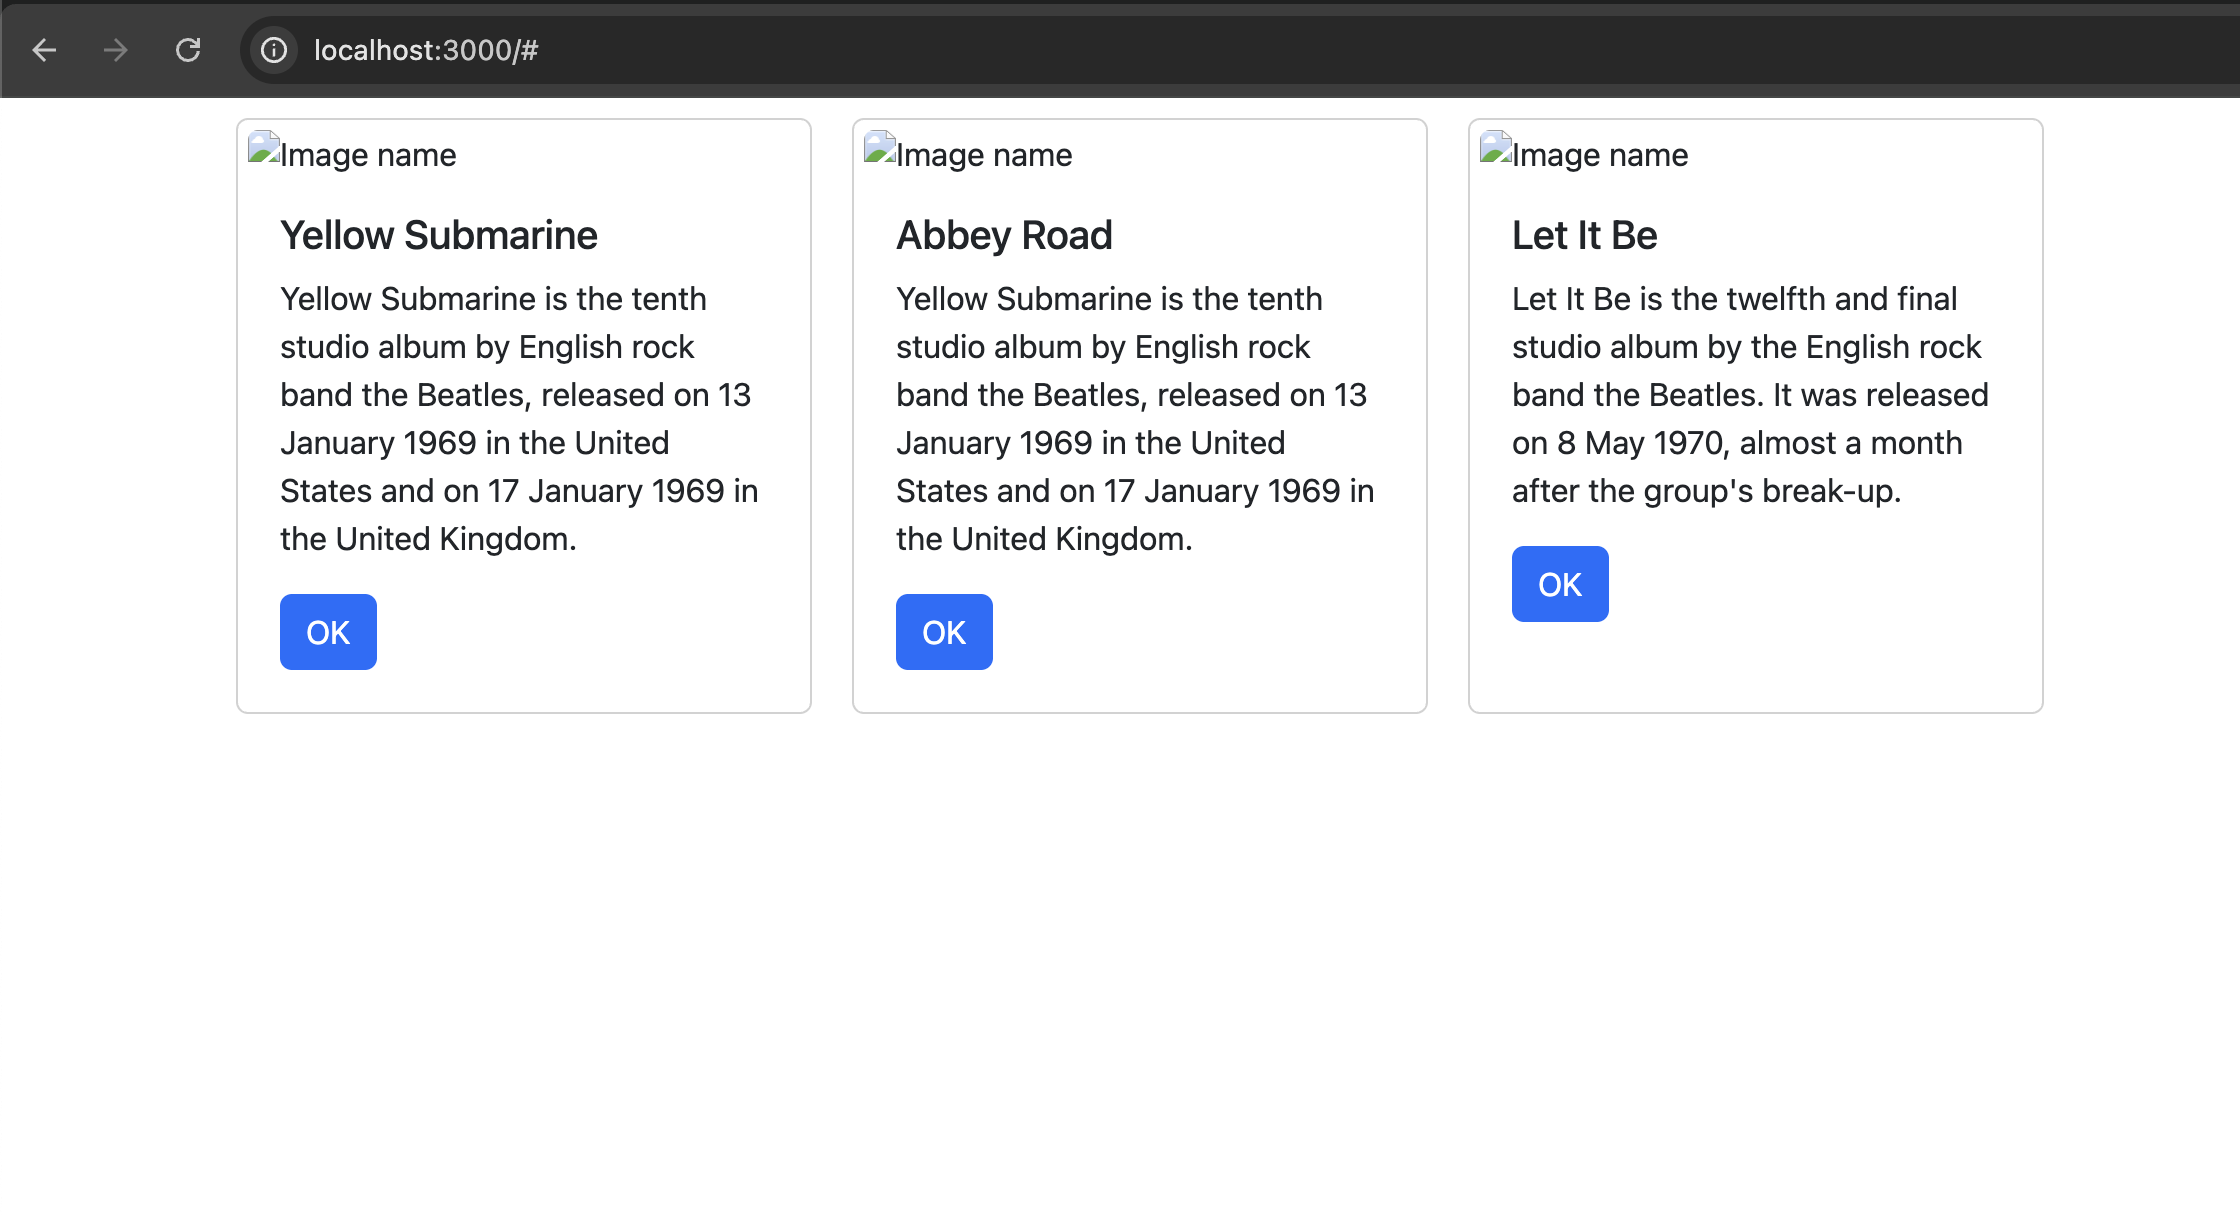 localhost:3000/#
Image name
Yellow Submarine
Yellow Submarine is the tenth
studio album by English rock
band the Beatles, released on 13
January 1969 in the United
States and on 17 January 1969 in
the United Kingdom.
OK
Image name
Abbey Road
Yellow Submarine is the tenth
studio album by English rock
band the Beatles, released on 13
January 1969 in the United
States and on 17 January 1969 in
the United Kingdom.
OK
Image name
Let It Be
Let It Be is the twelfth and final
studio album by the English rock
band the Beatles. It was released
on 8 May 1970, almost a month
after the group's break-up.
OK